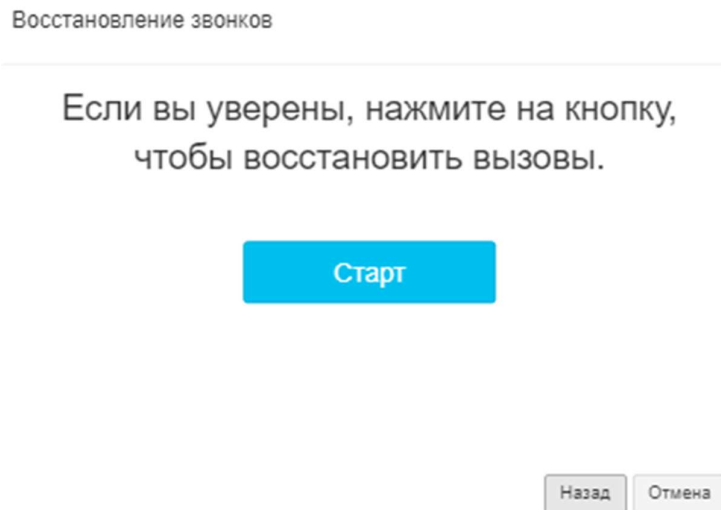 Восстановление звонков
Если вы уверены, нажмите на кнопку,
чтобы восстановить вызовы.
Старт
Назад
Отмена